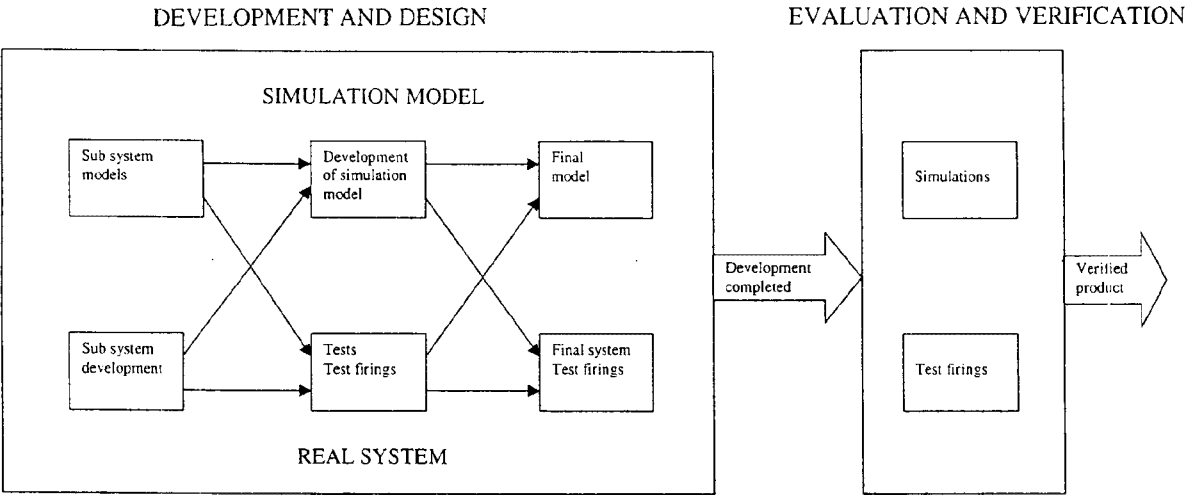 DEVELOPMENT AND DESIGN
EVALUATION AND VERIFICATION
SIMULATION MODEL
Sub system
models
Development
of simulation
model
Final
model
Simulations
Development
completed
Verified
product
Sub system
development
Tests
Test firings
Final system
Test firings
Test firings
REAL SYSTEM